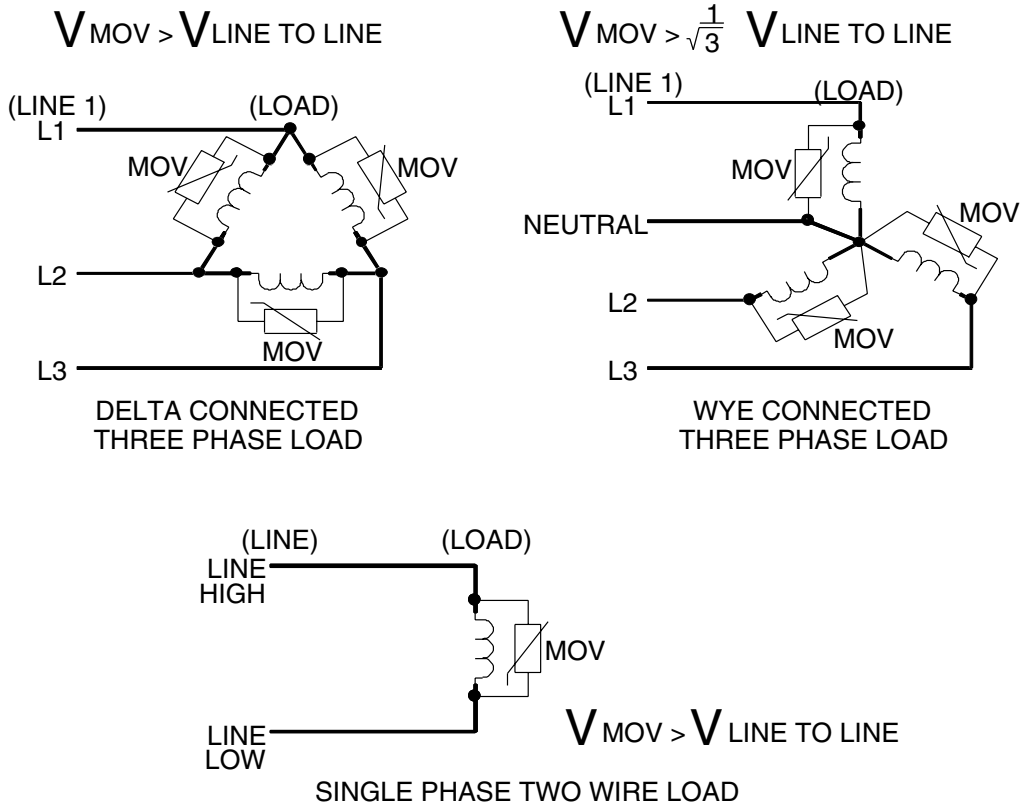 V MOV > V LINE TO LINE
V MOV > 1/√3 V LINE TO LINE
(LINE 1)
L1
(LOAD)
MOV
MOV
L2
MOV
L3
DELTA CONNECTED
THREE PHASE LOAD
(LINE 1)
L1
(LOAD)
MOV
NEUTRAL
MOV
L2
MOV
L3
WYE CONNECTED
THREE PHASE LOAD
(LINE)
(LOAD)
LINE
HIGH
MOV
LINE
LOW
V MOV > V LINE TO LINE
SINGLE PHASE TWO WIRE LOAD